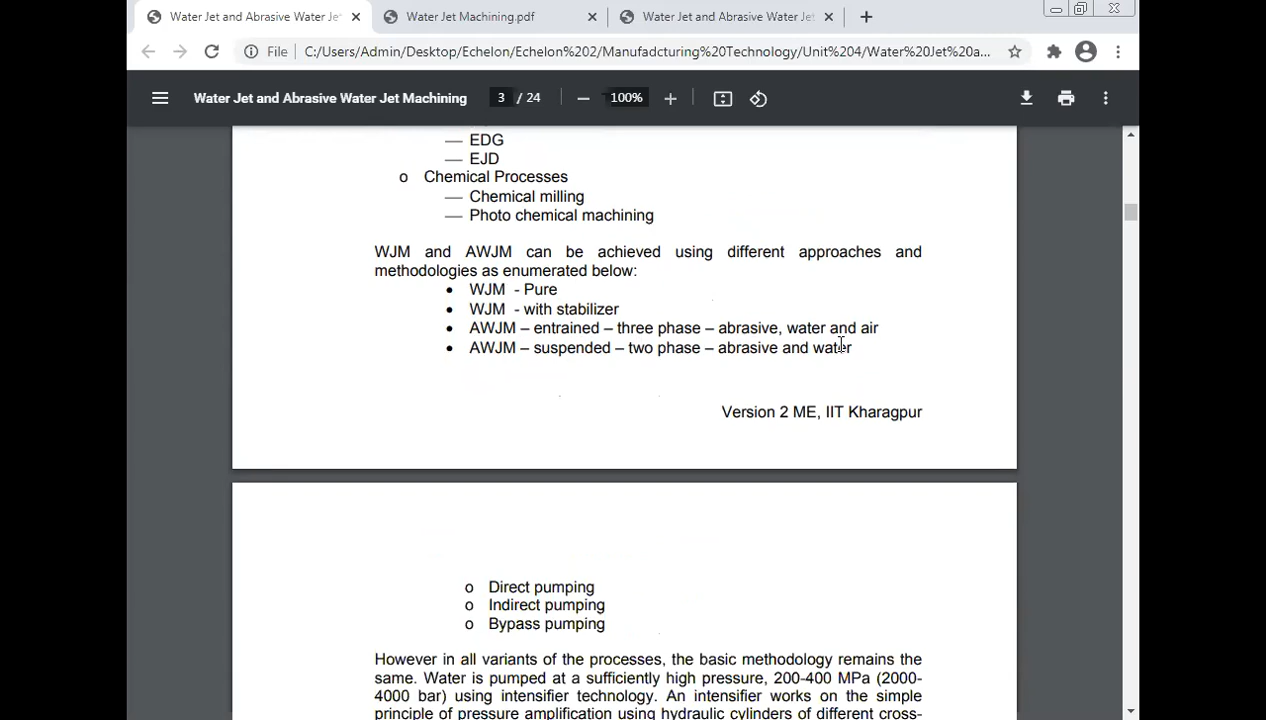 Water Jet and Abrasive Water Je
Water Jet Machining.pdf
Water Jet and Abrasive Water Jet
File C:/Users/Admin/Desktop/Echelon/Echelon%202/Manufadcturing%20Technology/Unit%204/Water%20Jet%20a...
Water Jet and Abrasive Water Jet Machining 3 / 24 100%
— EDG
— EJD
o Chemical Processes
— Chemical milling
— Photo chemical machining
WJM and AWJM can be achieved using different approaches and
methodologies as enumerated below:
• WJM - Pure
• WJM - with stabilizer
• AWJM – entrained – three phase – abrasive, water and air
• AWJM – suspended – two phase – abrasive and water
Version 2 ME, IIT Kharagpur
o Direct pumping
o Indirect pumping
o Bypass pumping
However in all variants of the processes, the basic methodology remains the
same. Water is pumped at a sufficiently high pressure, 200-400 MPa (2000-
4000 bar) using intensifier technology. An intensifier works on the simple
principle of pressure amplification using hydraulic cylinders of different cross-